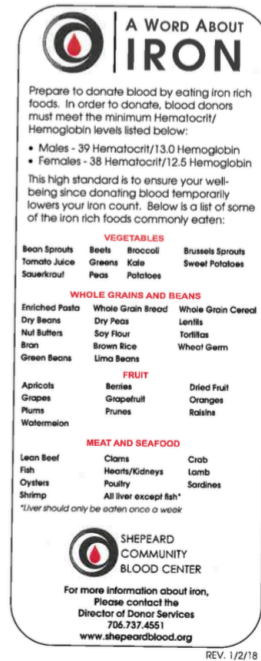 A WORD ABOUT
IRON
Prepare to donate blood by eating iron rich
foods. In order to donate, blood donors
must meet the minimum Hematocrit/
Hemoglobin levels listed below:
• Males - 39 Hematocrit/13.0 Hemoglobin
• Females - 38 Hematocrit/12.5 Hemoglobin
This high standard is to ensure your well-
being since donating blood temporarily
lowers your iron count. Below is a list of some
of the iron rich foods commonly eaten:
VEGETABLES
Bean Sprouts Beets Broccoli Brussels Sprouts
Tomato Juice Greens Kale Sweet Potatoes
Sauerkraut Peas Potatoes
WHOLE GRAINS AND BEANS
Enriched Pasta Whole Grain Bread Whole Grain Cereal
Dry Beans Dry Peas Lentils
Nut Butters Soy Flour Tortillas
Bran Brown Rice Wheat Germ
Green Beans Lima Beans
FRUIT
Apricots Berries Dried Fruit
Grapes Grapefruit Oranges
Plums Prunes Raisins
Watermelon
MEAT AND SEAFOOD
Lean Beef Clams Crab
Fish Hearts/Kidneys Lamb
Oysters Poultry Sardines
Shrimp All liver except fish*
*Liver should only be eaten once a week
SHEPEARD
COMMUNITY
BLOOD CENTER
For more information about iron,
Please contact the
Director of Donor Services
706.737.4551
www.shepeardblood.org
REV. 1/2/18